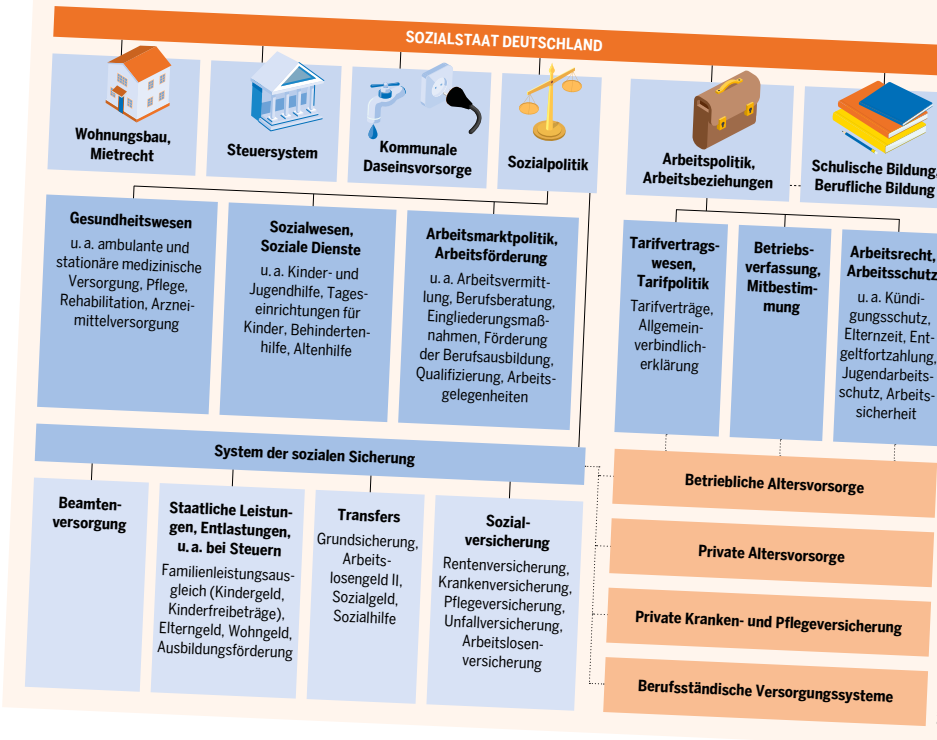 SOZIALSTAAT DEUTSCHLAND
Wohnungsbau,
Mietrecht
Steuersystem
Kommunale
Daseinsvorsorge
Sozialpolitik
Arbeitspolitik,
Arbeitsbeziehungen
Schulische Bildung,
Berufliche Bildung
Gesundheitswesen
u. a. ambulante und
stationäre medizinische
Versorgung, Pflege,
Rehabilitation, Arznei-
mittelversorgung
Sozialwesen,
Soziale Dienste
u. a. Kinder- und
Jugendhilfe, Tages-
einrichtungen für
Kinder, Behinderten-
hilfe, Altenhilfe
Arbeitsmarktpolitik,
Arbeitsförderung
u. a. Arbeitsvermitt-
lung, Berufsberatung,
Eingliederungsmaß-
nahmen, Förderung
der Berufsausbildung,
Qualifizierung, Arbeits-
gelegenheiten
Tarifvertrags-
wesen,
Tarifpolitik
Tarifverträge,
Allgemein-
verbindlich-
erklärung
Betriebs-
verfassung,
Mitbestim-
mung
Arbeitsrecht,
Arbeitsschutz
u. a. Kündi-
gungsschutz,
Elternzeit, Ent-
geltfortzahlung,
Jugendarbeits-
schutz, Arbeits-
sicherheit
System der sozialen Sicherung
Beamten-
versorgung
Staatliche Leistun-
gen, Entlastungen,
u. a. bei Steuern
Familienleistungsaus-
gleich (Kindergeld,
Kinderfreibeträge),
Elterngeld, Wohngeld,
Ausbildungsförderung
Transfers
Grundsicherung,
Arbeits-
losengeld II,
Sozialgeld,
Sozialhilfe
Sozial-
versicherung
Rentenversicherung,
Krankenversicherung,
Pflegeversicherung,
Unfallversicherung,
Arbeitslosen-
versicherung
Betriebliche Altersvorsorge
Private Altersvorsorge
Private Kranken- und Pflegeversicherung
Berufsständische Versorgungssysteme